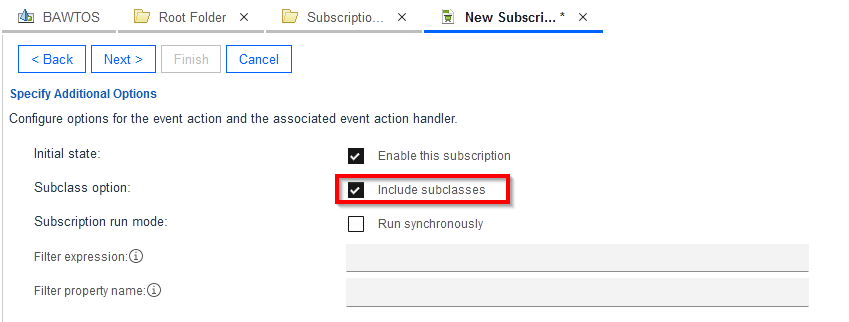 BAWTOS Root Folder Subscriptio... New Subscri... *
< Back Next > Finish Cancel
Specify Additional Options
Configure options for the event action and the associated event action handler.
Initial state: Enable this subscription
Subclass option: Include subclasses
Subscription run mode: Run synchronously
Filter expression:
Filter property name: